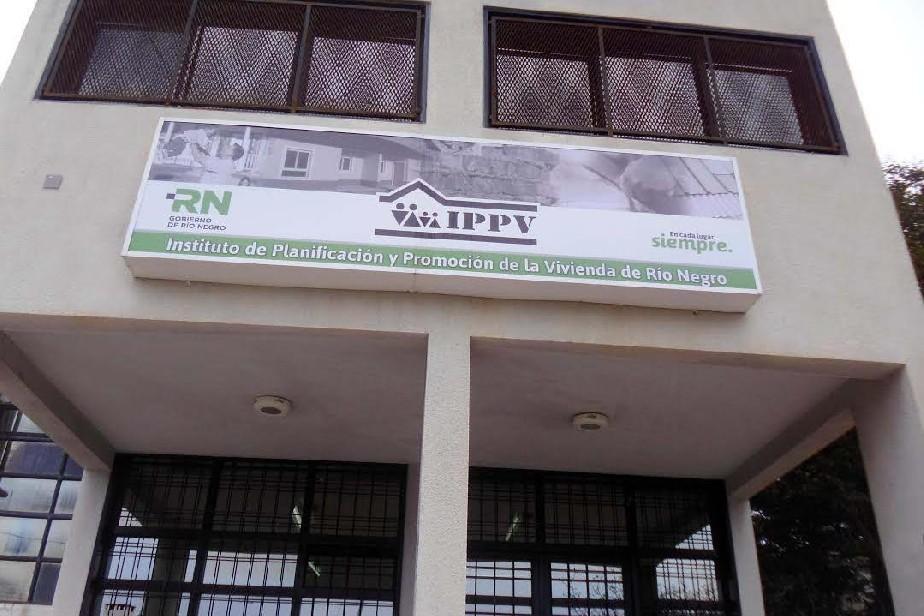 RN
GOBIERNO
DE RÍO NEGRO
IPPV
En cada lugar
siempre.
Instituto de Planificación y Promoción de la Vivienda de Río Negro